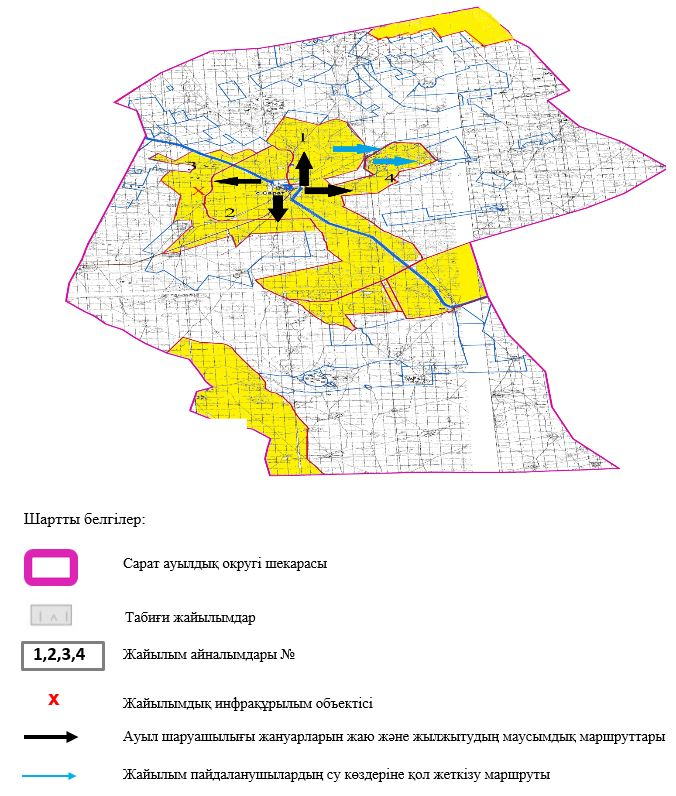 1
3
4
2
Шартты белгілер:
Сарат ауылдық округі шекарасы
Табиғи жайылымдар
1,2,3,4 Жайылым айналымдары №
x Жайылымдық инфрақұрылым объектісі
Ауыл шаруашылығы жануарларын жаю және жылжытудың маусымдық маршруттары
Жайылым пайдаланушылардың су көздеріне қол жеткізу маршруты